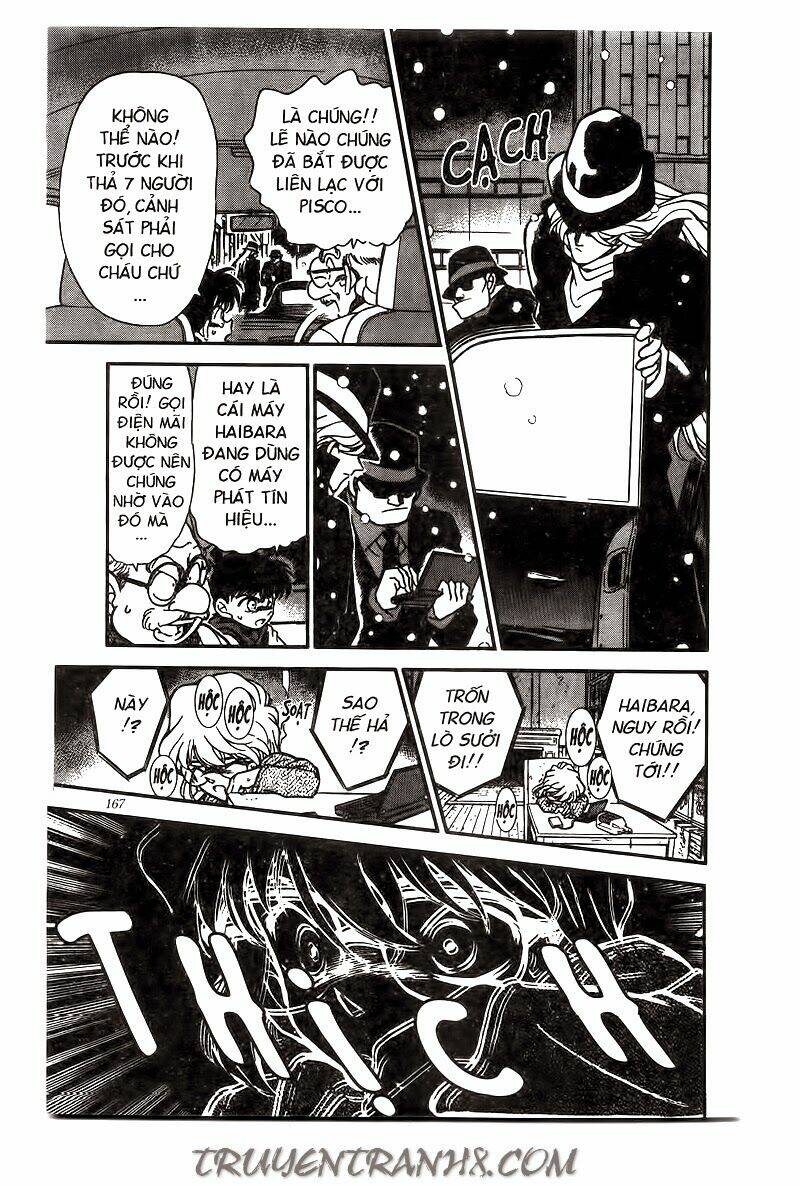 CẠCH
LÀ CHÚNG!!
LẼ NÀO CHÚNG
ĐÃ BẮT ĐƯỢC
LIÊN LẠC VỚI
PISCO...
KHÔNG
THỂ NÀO!
TRƯỚC KHI
THẢ 7 NGƯỜI
ĐÓ, CẢNH
SÁT PHẢI
GỌI CHO
CHÁU CHỨ
...
HAY LÀ
CÁI MÁY
HAIBARA
ĐANG DÙNG
CÓ MÁY
PHÁT TÍN
HIỆU...
ĐÚNG
RỒI! GỌI
ĐIỆN MÃI
KHÔNG
ĐƯỢC NÊN
CHÚNG
NHỜ VÀO
ĐÓ MÀ
...
HAIBARA,
NGUY RỒI!
CHÚNG
TỚI!!
TRỐN
TRONG
LÒ SƯỞI
ĐI!!
HỘC
HỘC
HỘC
SAO
THẾ HẢ
!?
SOẠT
HỘC
HỘC
HỘC
HỘC
NÀY
!?
167
THỊCH
TRUYENTRANH8.COM